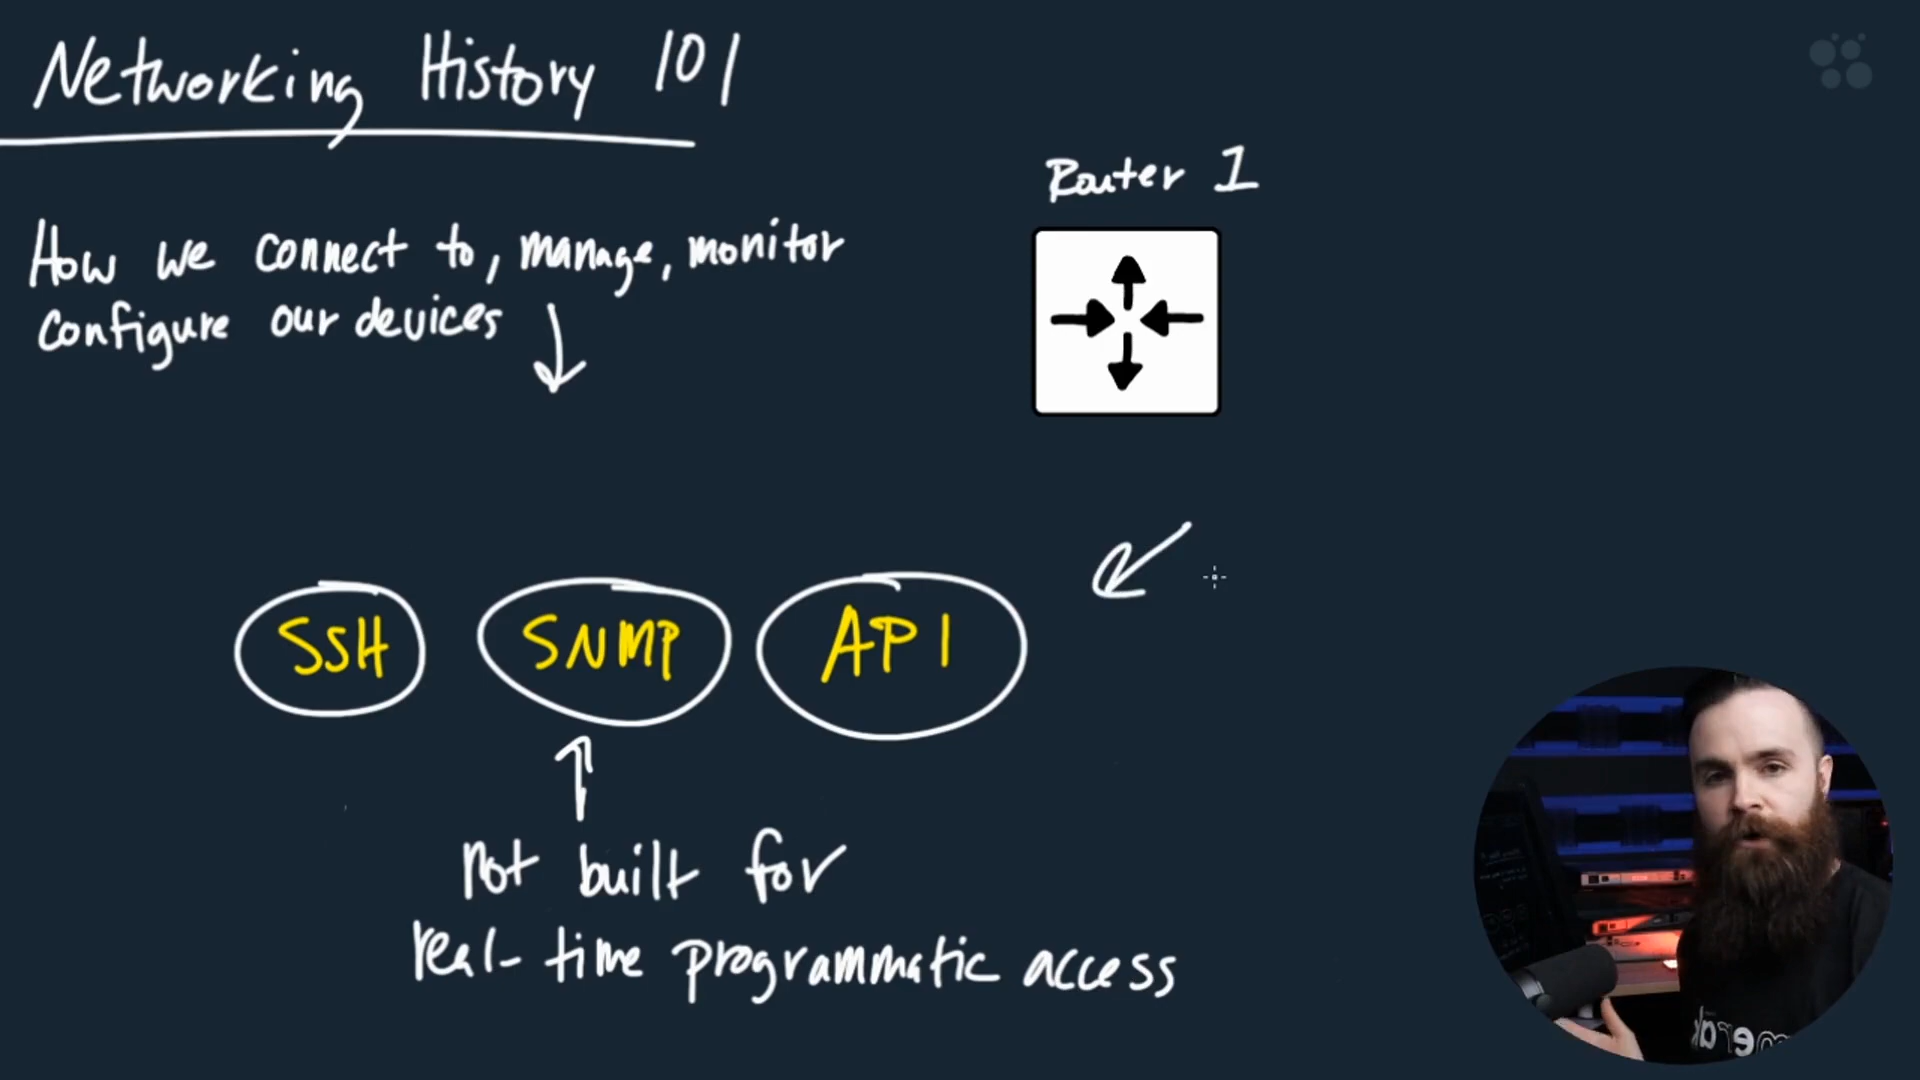 Networking History 101
How we connect to, manage, monitor
configure our devices
Router 1
SSH
SNMP
API
not built for
real-time programmatic access